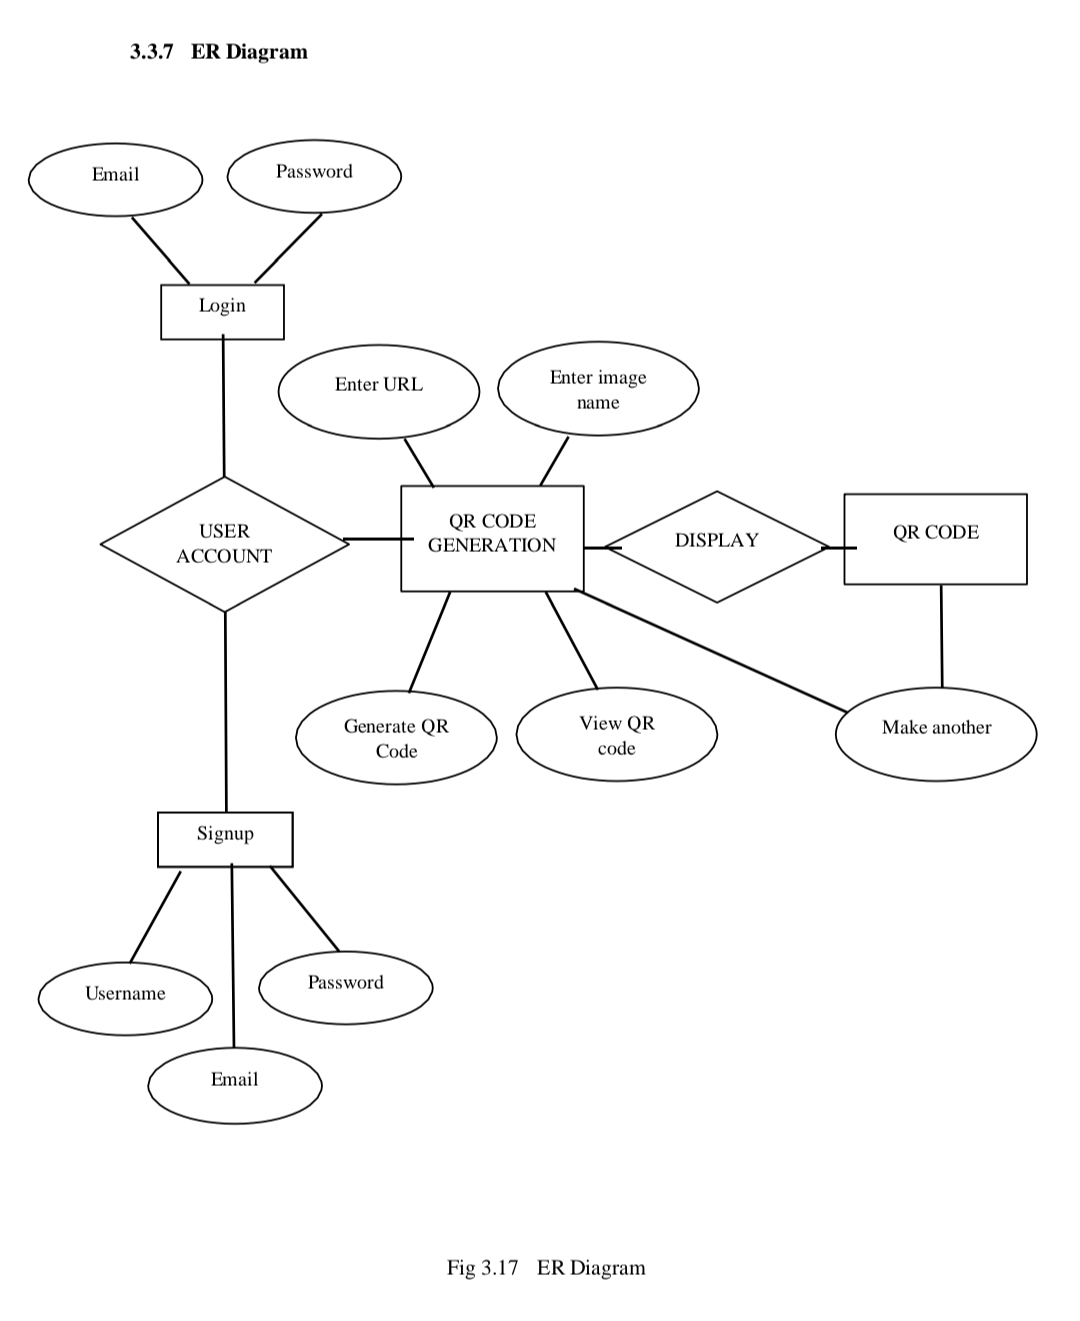 3.3.7 ER Diagram
Email
Password
Login
Enter URL
Enter image
name
USER
ACCOUNT
QR CODE
GENERATION
DISPLAY
QR CODE
Generate QR
Code
View QR
code
Make another
Signup
Username
Password
Email
Fig 3.17 ER Diagram